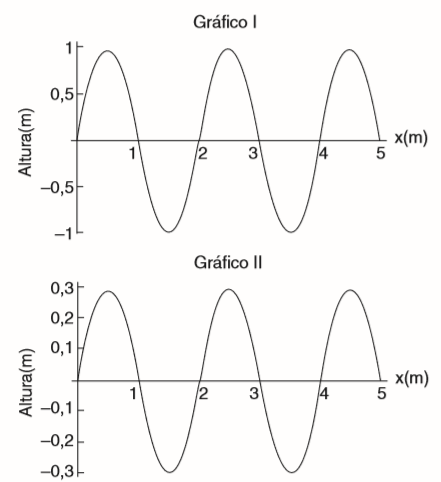 Gráfico I
1
0,5
Altura(m)
–0,5
–1
1 2 3 4 5
x(m)
Gráfico II
0,3
0,2
0,1
Altura(m)
–0,1
–0,2
–0,3
1 2 3 4 5
x(m)